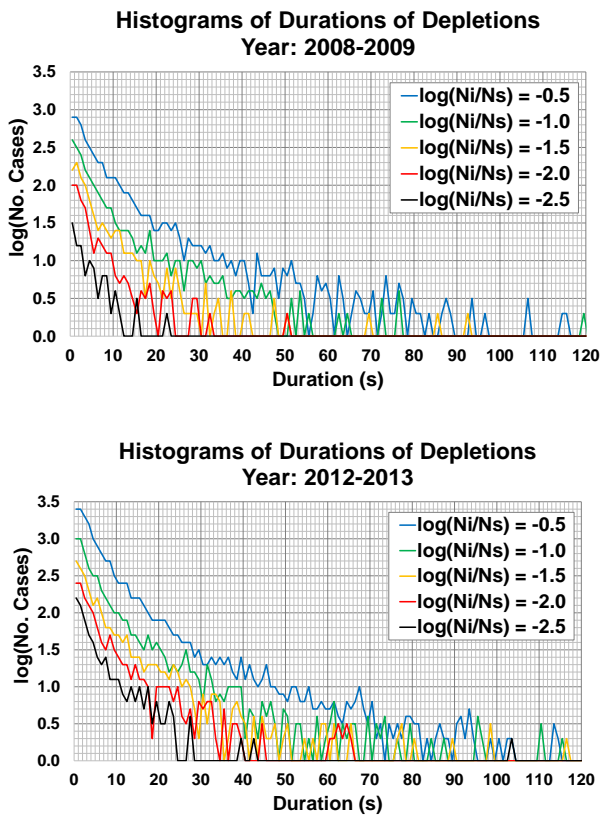 Histograms of Durations of Depletions
Year: 2008-2009
3.5
3.0
2.5
2.0
1.5
1.0
0.5
0.0
log(No. Cases)
log(Ni/Ns) = -0.5
log(Ni/Ns) = -1.0
log(Ni/Ns) = -1.5
log(Ni/Ns) = -2.0
log(Ni/Ns) = -2.5
0 10 20 30 40 50 60 70 80 90 100 110 120
Duration (s)
Histograms of Durations of Depletions
Year: 2012-2013
3.5
3.0
2.5
2.0
1.5
1.0
0.5
0.0
log(No. Cases)
log(Ni/Ns) = -0.5
log(Ni/Ns) = -1.0
log(Ni/Ns) = -1.5
log(Ni/Ns) = -2.0
log(Ni/Ns) = -2.5
0 10 20 30 40 50 60 70 80 90 100 110 120
Duration (s)